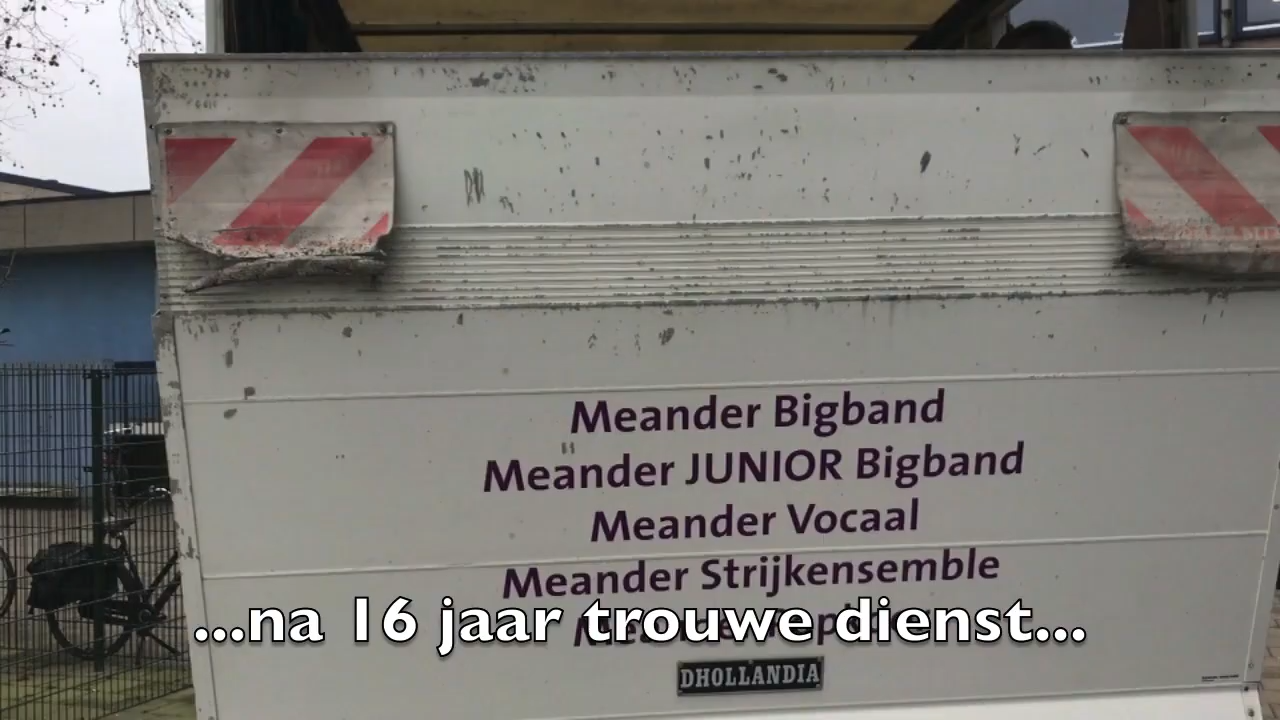 Meander Bigband
Meander JUNIOR Bigband
Meander Vocaal
Meander Strijkensemble
...na 16 jaar trouwe dienst...
DHOLLANDIA